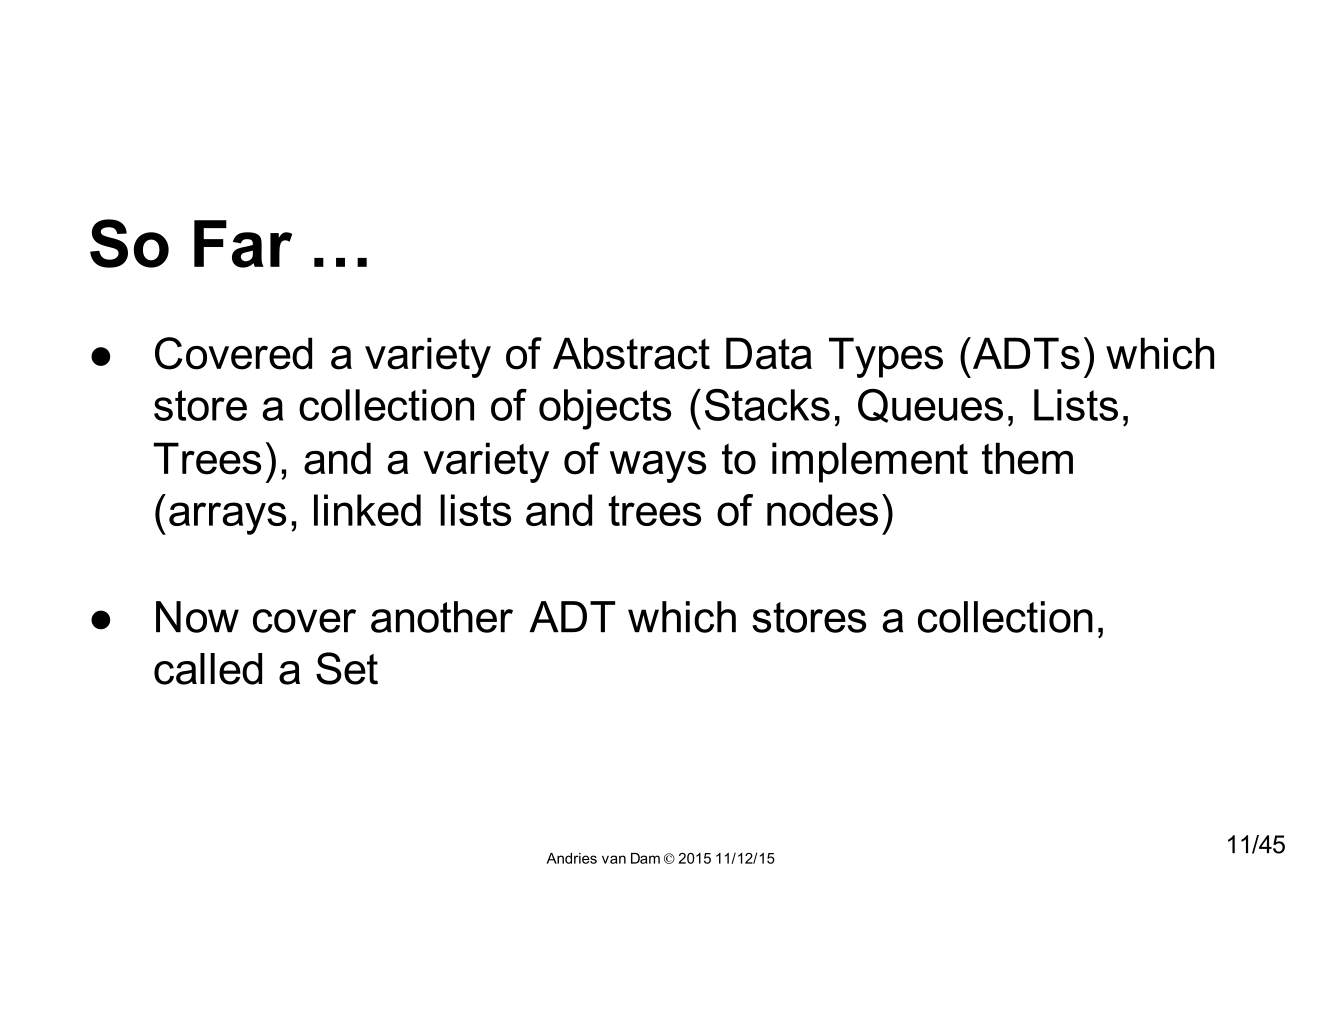 So Far …
● Covered a variety of Abstract Data Types (ADTs) which
store a collection of objects (Stacks, Queues, Lists,
Trees), and a variety of ways to implement them
(arrays, linked lists and trees of nodes)
● Now cover another ADT which stores a collection,
called a Set
Andries van Dam © 2015 11/12/15
11/45